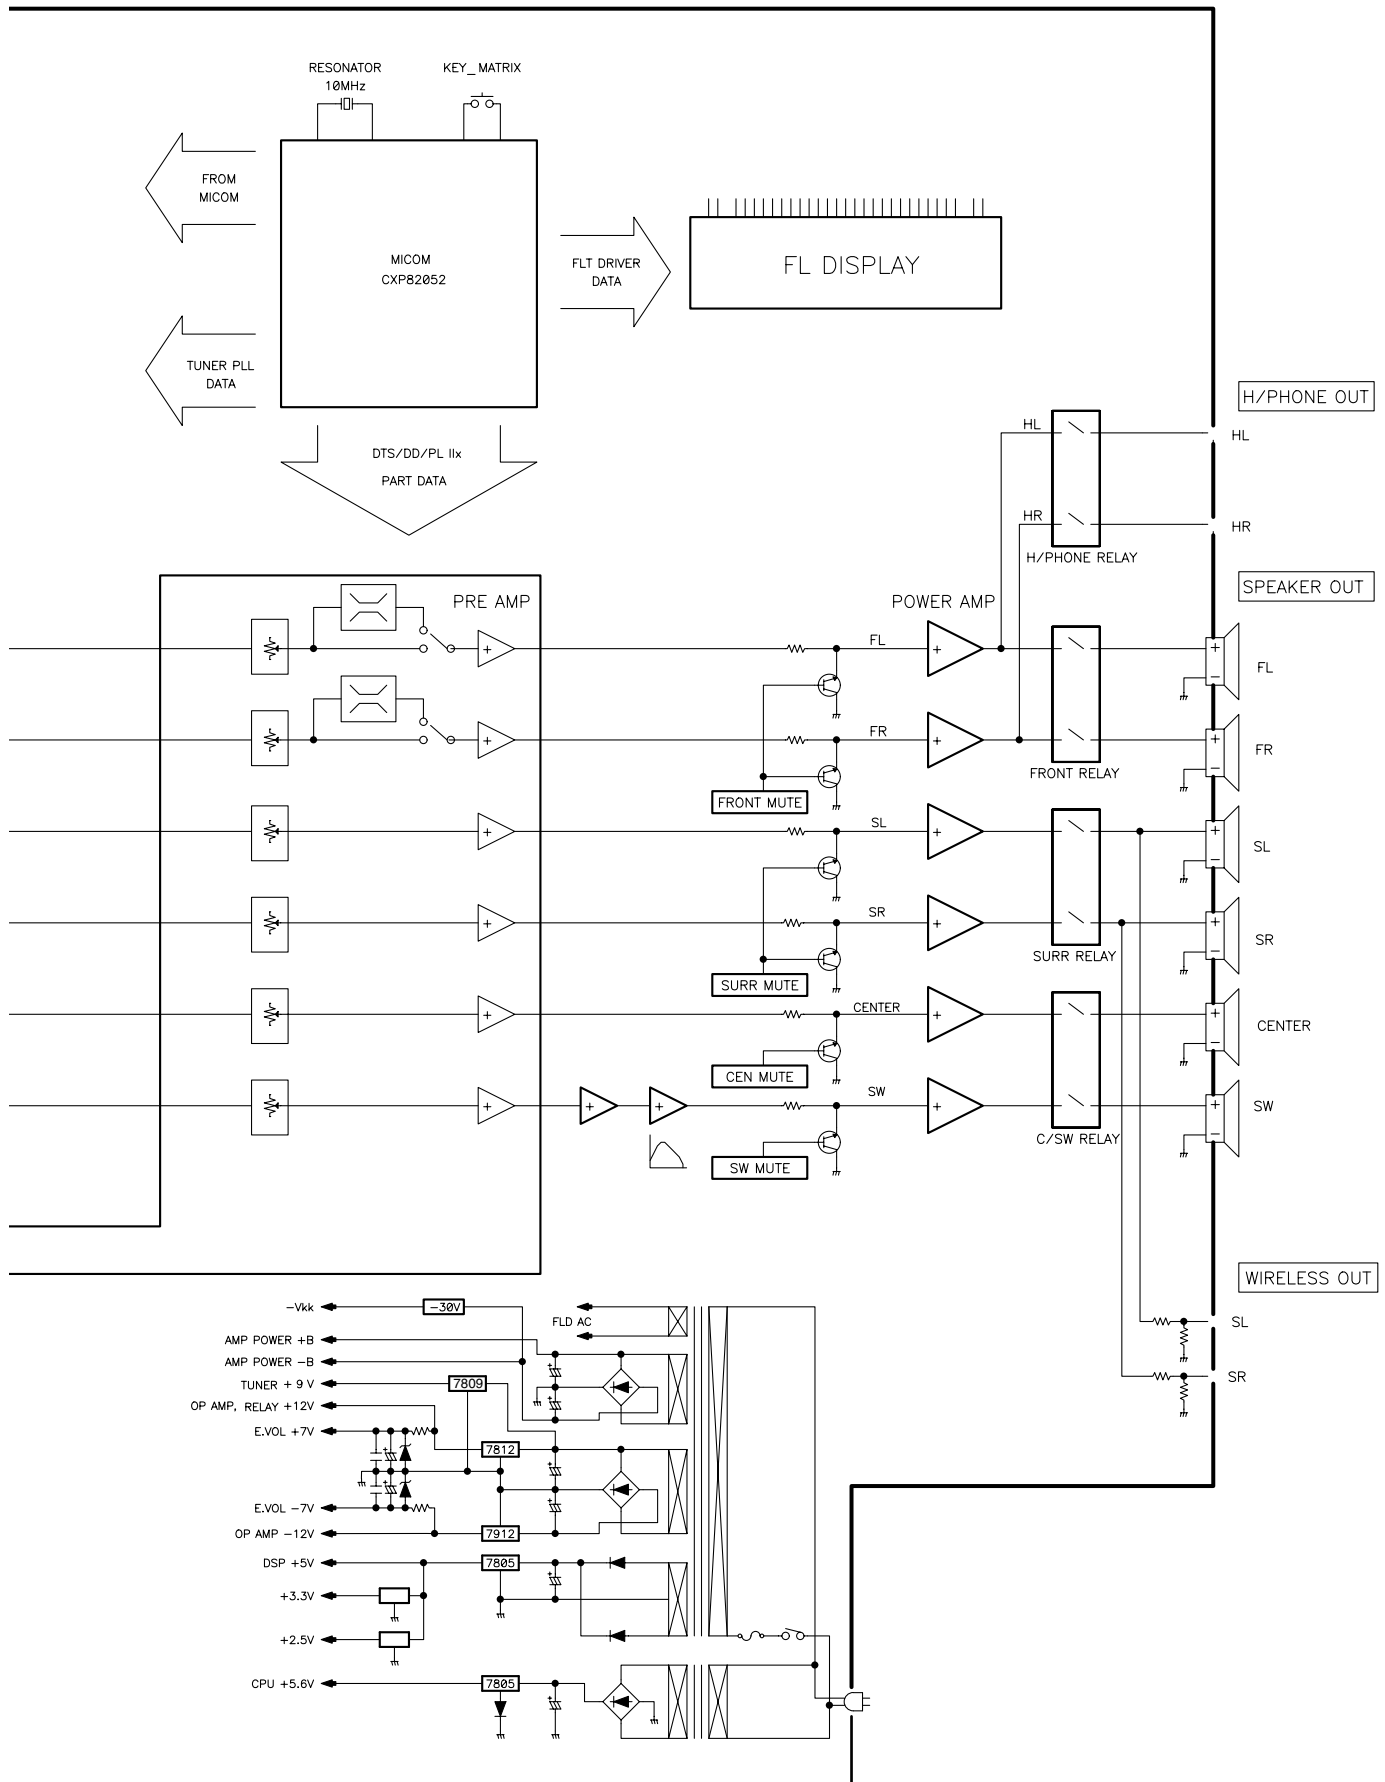 RESONATOR
10MHz
KEY_MATRIX
FROM
MICOM
MICOM
CXP82052
FLT DRIVER
DATA
FL DISPLAY
TUNER PLL
DATA
DTS/DD/PL IIx
PART DATA
H/PHONE OUT
HL
HL
HR
HR
H/PHONE RELAY
SPEAKER OUT
PRE AMP
POWER AMP
+
+
FL
+
+
−
FL
+
FR
+
+
−
FR
FRONT RELAY
FRONT MUTE
+
SL
+
+
−
SL
+
SR
+
+
−
SR
SURR RELAY
SURR MUTE
+
CENTER
+
+
−
CENTER
CEN MUTE
+
+
+
SW
+
+
−
SW
C/SW RELAY
SW MUTE
WIRELESS OUT
SL
SR
−Vkk
−30V
FLD AC
AMP POWER +B
AMP POWER −B
TUNER + 9 V
7809
OP AMP, RELAY +12V
E.VOL +7V
7812
E.VOL −7V
OP AMP −12V
7912
DSP +5V
7805
+3.3V
+2.5V
CPU +5.6V
7805